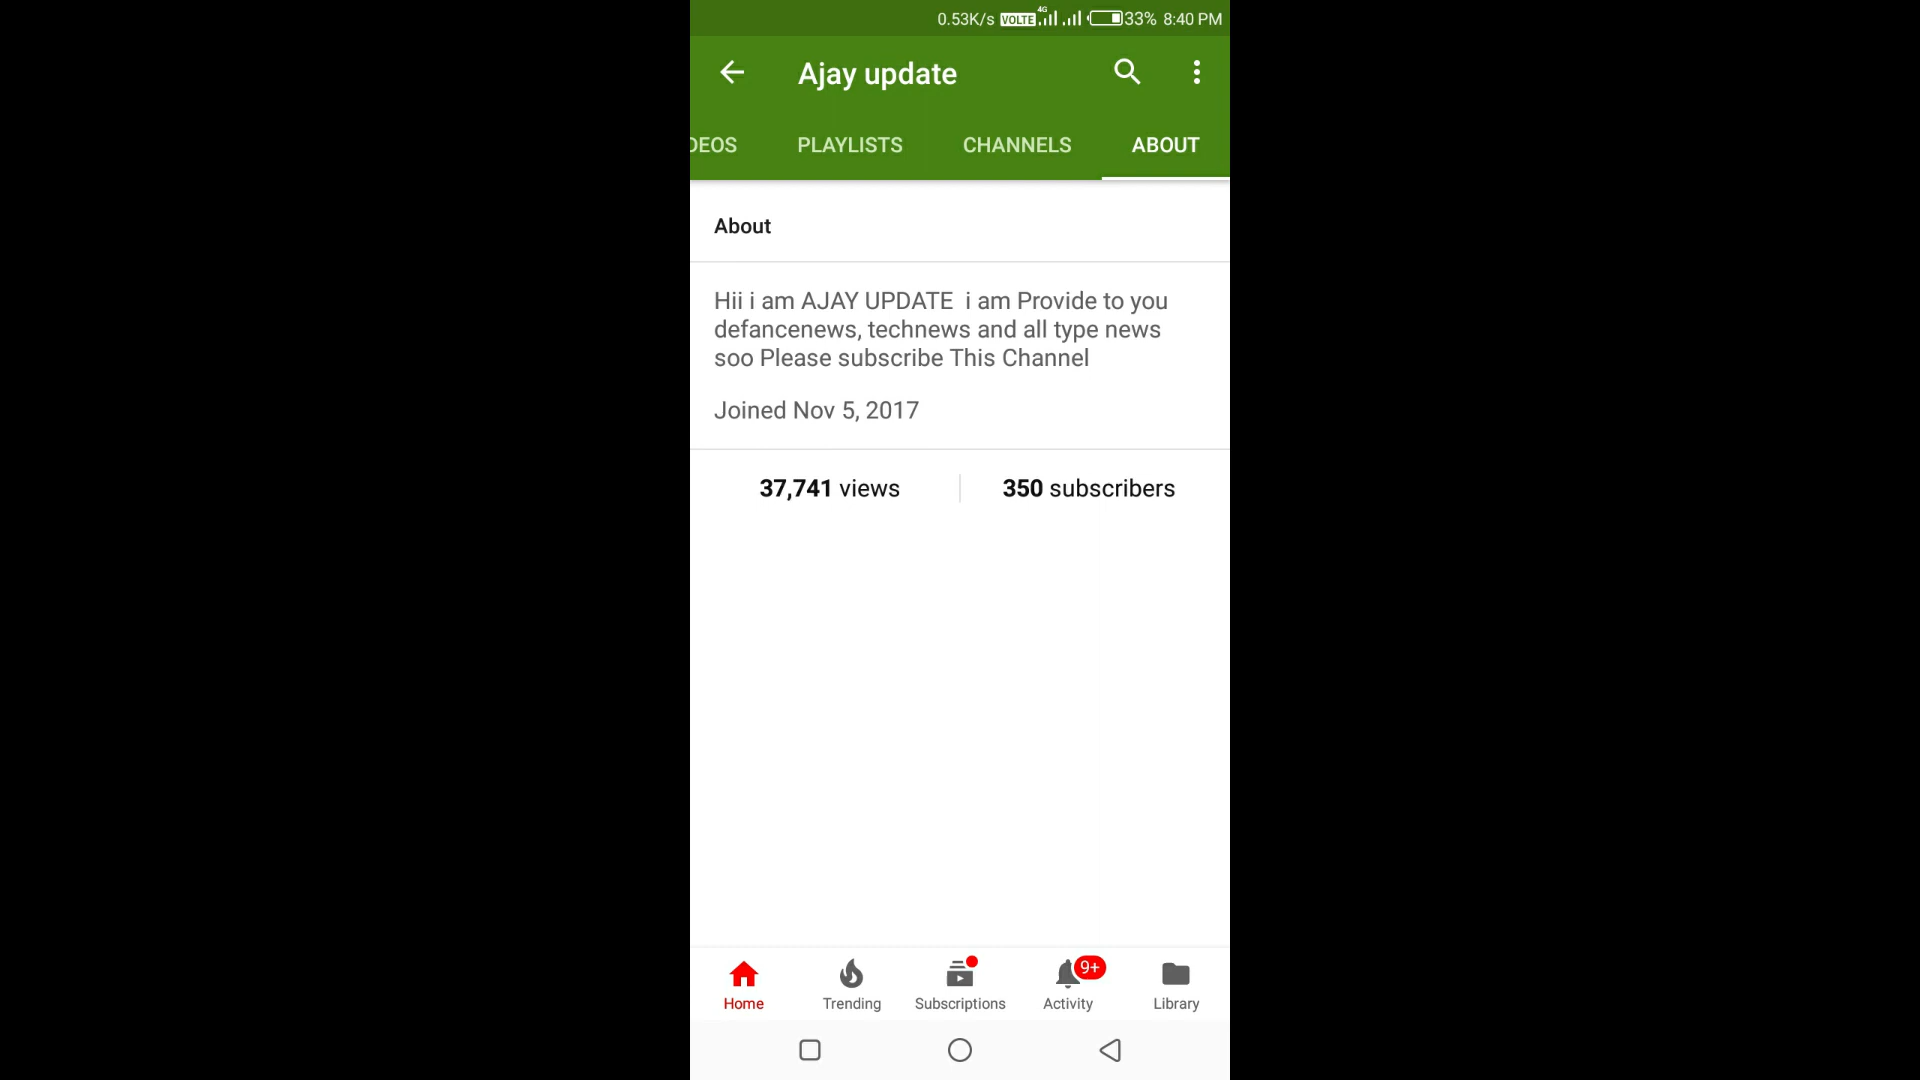 0.53K/s VOLTE 4G 33% 8:40 PM
Ajay update
DEOS PLAYLISTS CHANNELS ABOUT
About
Hii i am AJAY UPDATE  i am Provide to you
defancenews, technews and all type news
soo Please subscribe This Channel
Joined Nov 5, 2017
37,741 views 350 subscribers
9+
Home Trending Subscriptions Activity Library